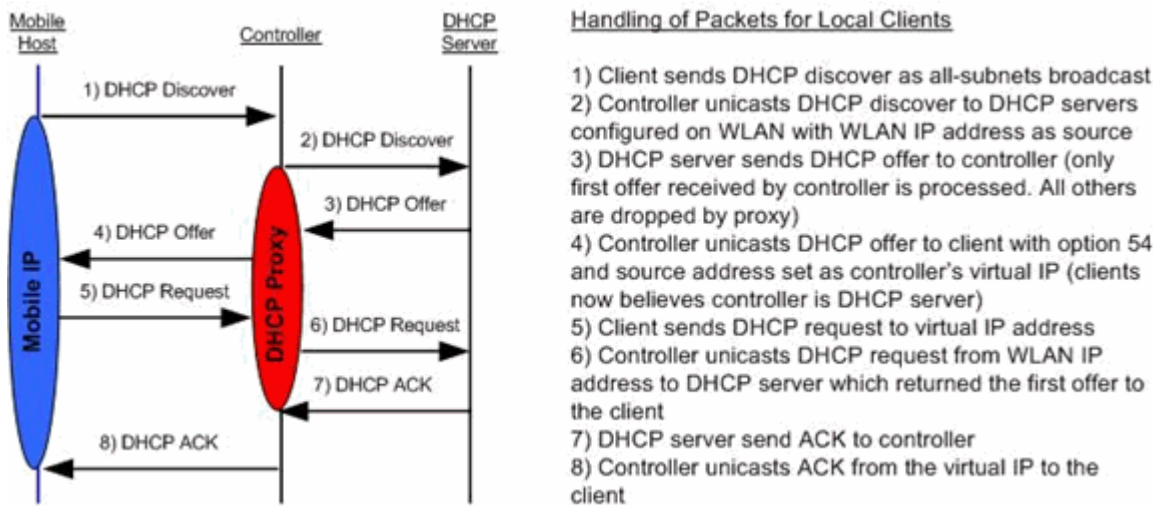 Mobile
Host
Controller
DHCP
Server
1) DHCP Discover
2) DHCP Discover
3) DHCP Offer
4) DHCP Offer
5) DHCP Request
6) DHCP Request
7) DHCP ACK
8) DHCP ACK
Mobile IP
DHCP Proxy
Handling of Packets for Local Clients
1) Client sends DHCP discover as all-subnets broadcast
2) Controller unicasts DHCP discover to DHCP servers
configured on WLAN with WLAN IP address as source
3) DHCP server sends DHCP offer to controller (only
first offer received by controller is processed. All others
are dropped by proxy)
4) Controller unicasts DHCP offer to client with option 54
and source address set as controller's virtual IP (clients
now believes controller is DHCP server)
5) Client sends DHCP request to virtual IP address
6) Controller unicasts DHCP request from WLAN IP
address to DHCP server which returned the first offer to
the client
7) DHCP server send ACK to controller
8) Controller unicasts ACK from the virtual IP to the
client